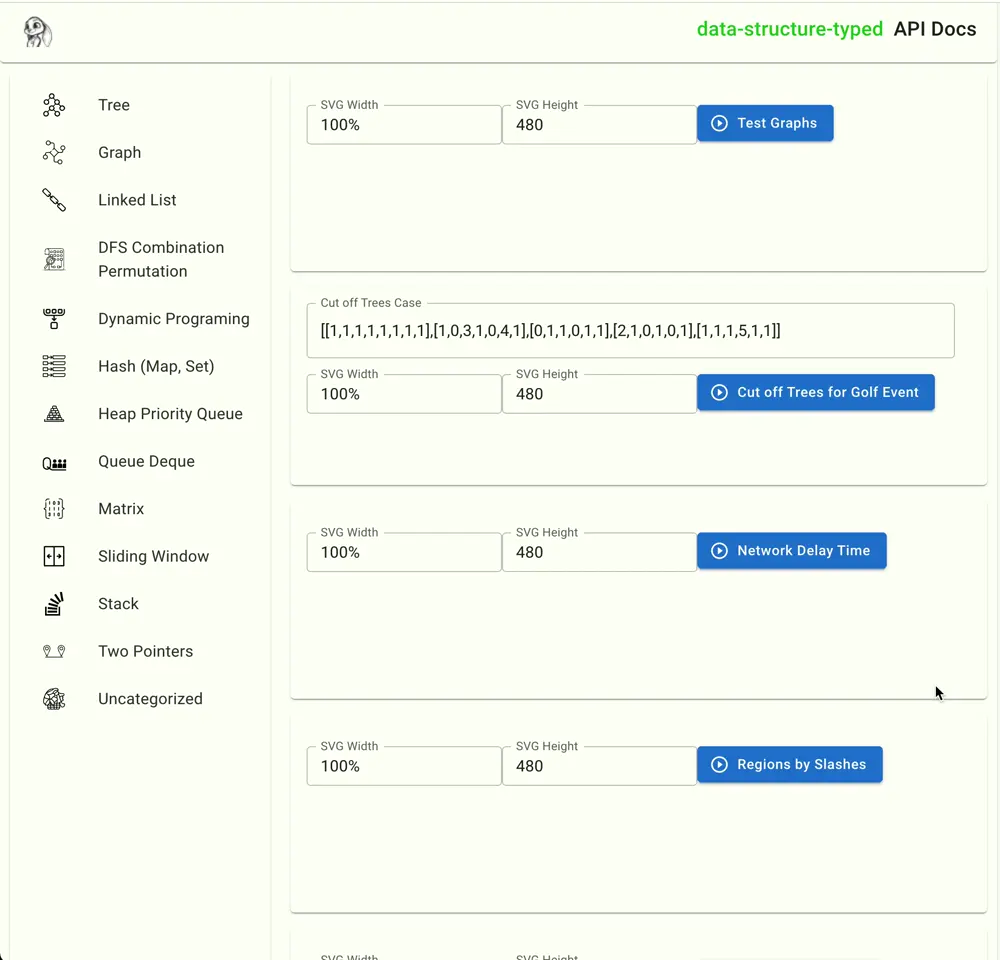 data-structure-typed API Docs
Tree
Graph
Linked List
DFS Combination
Permutation
Dynamic Programing
Hash (Map, Set)
Heap Priority Queue
Queue Deque
Matrix
Sliding Window
Stack
Two Pointers
Uncategorized
SVG Width SVG Height
100% 480 Test Graphs
Cut off Trees Case
[[1,1,1,1,1,1,1,1],[1,0,3,1,0,4,1],[0,1,1,0,1,1],[2,1,0,1,0,1],[1,1,1,5,1,1]]
SVG Width SVG Height
100% 480 Cut off Trees for Golf Event
SVG Width SVG Height
100% 480 Network Delay Time
SVG Width SVG Height
100% 480 Regions by Slashes
SVG Width SVG Height